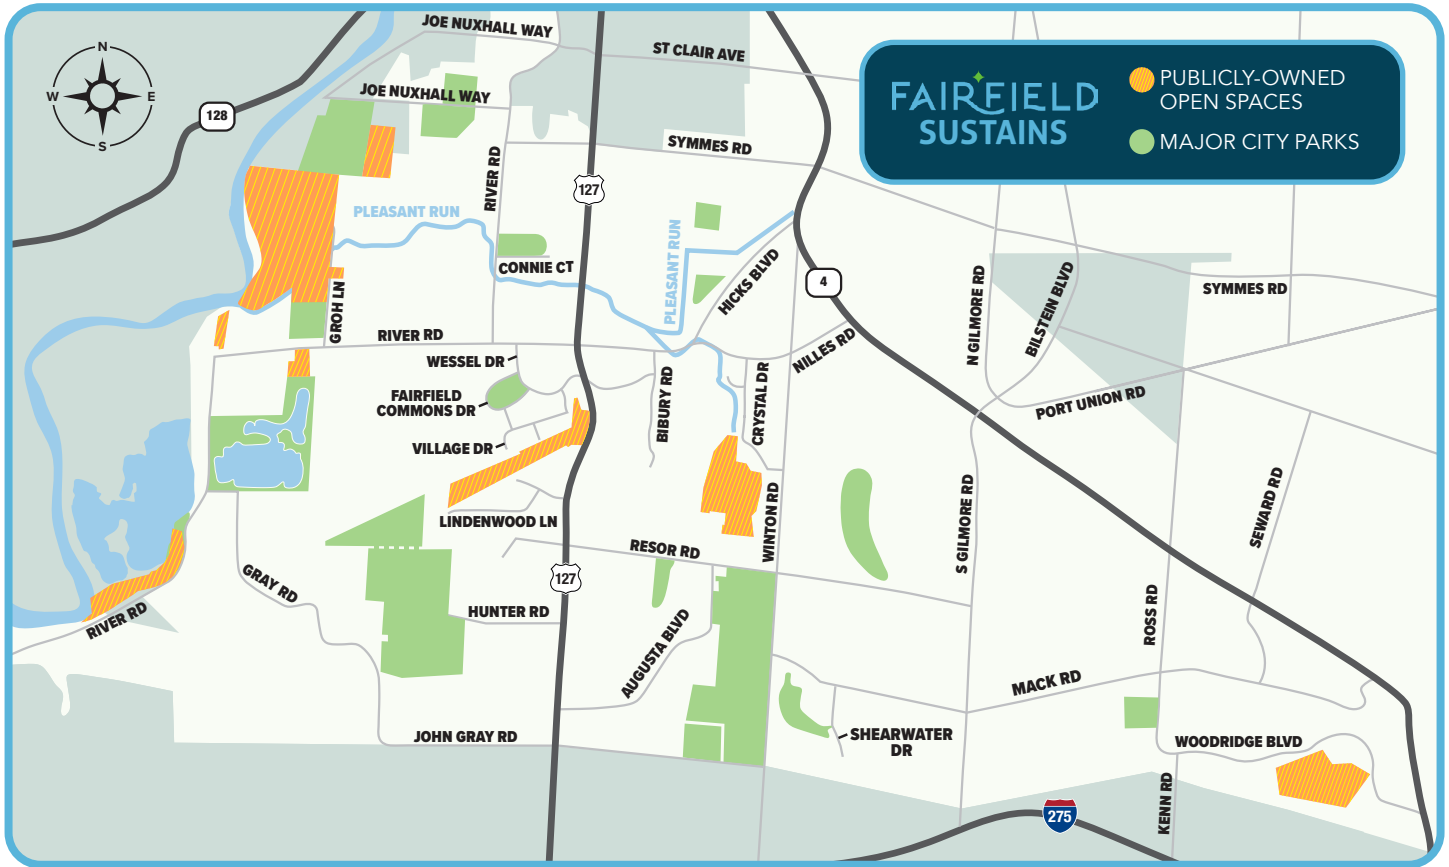 JOE NUXHALL WAY
ST CLAIR AVE
N
W
E
S
128
JOE NUXHALL WAY
FAIRFIELD
SUSTAINS
PUBLICLY-OWNED
OPEN SPACES
MAJOR CITY PARKS
SYMMES RD
RIVER RD
127
PLEASANT RUN
PLEASANT RUN
CONNIE CT
HICKS BLVD
4
N GILMORE RD
BILSTEIN BLVD
SYMMES RD
GROH LN
RIVER RD
WESSEL DR
NILLES RD
FAIRFIELD
COMMONS DR
BIBURY RD
CRYSTAL DR
PORT UNION RD
VILLAGE DR
LINDENWOOD LN
WINTON RD
S GILMORE RD
SEWARD RD
RESOR RD
GRAY RD
127
HUNTER RD
RIVER RD
AUGUSTA BLVD
ROSS RD
MACK RD
JOHN GRAY RD
SHEARWATER
DR
WOODRIDGE BLVD
KENN RD
275